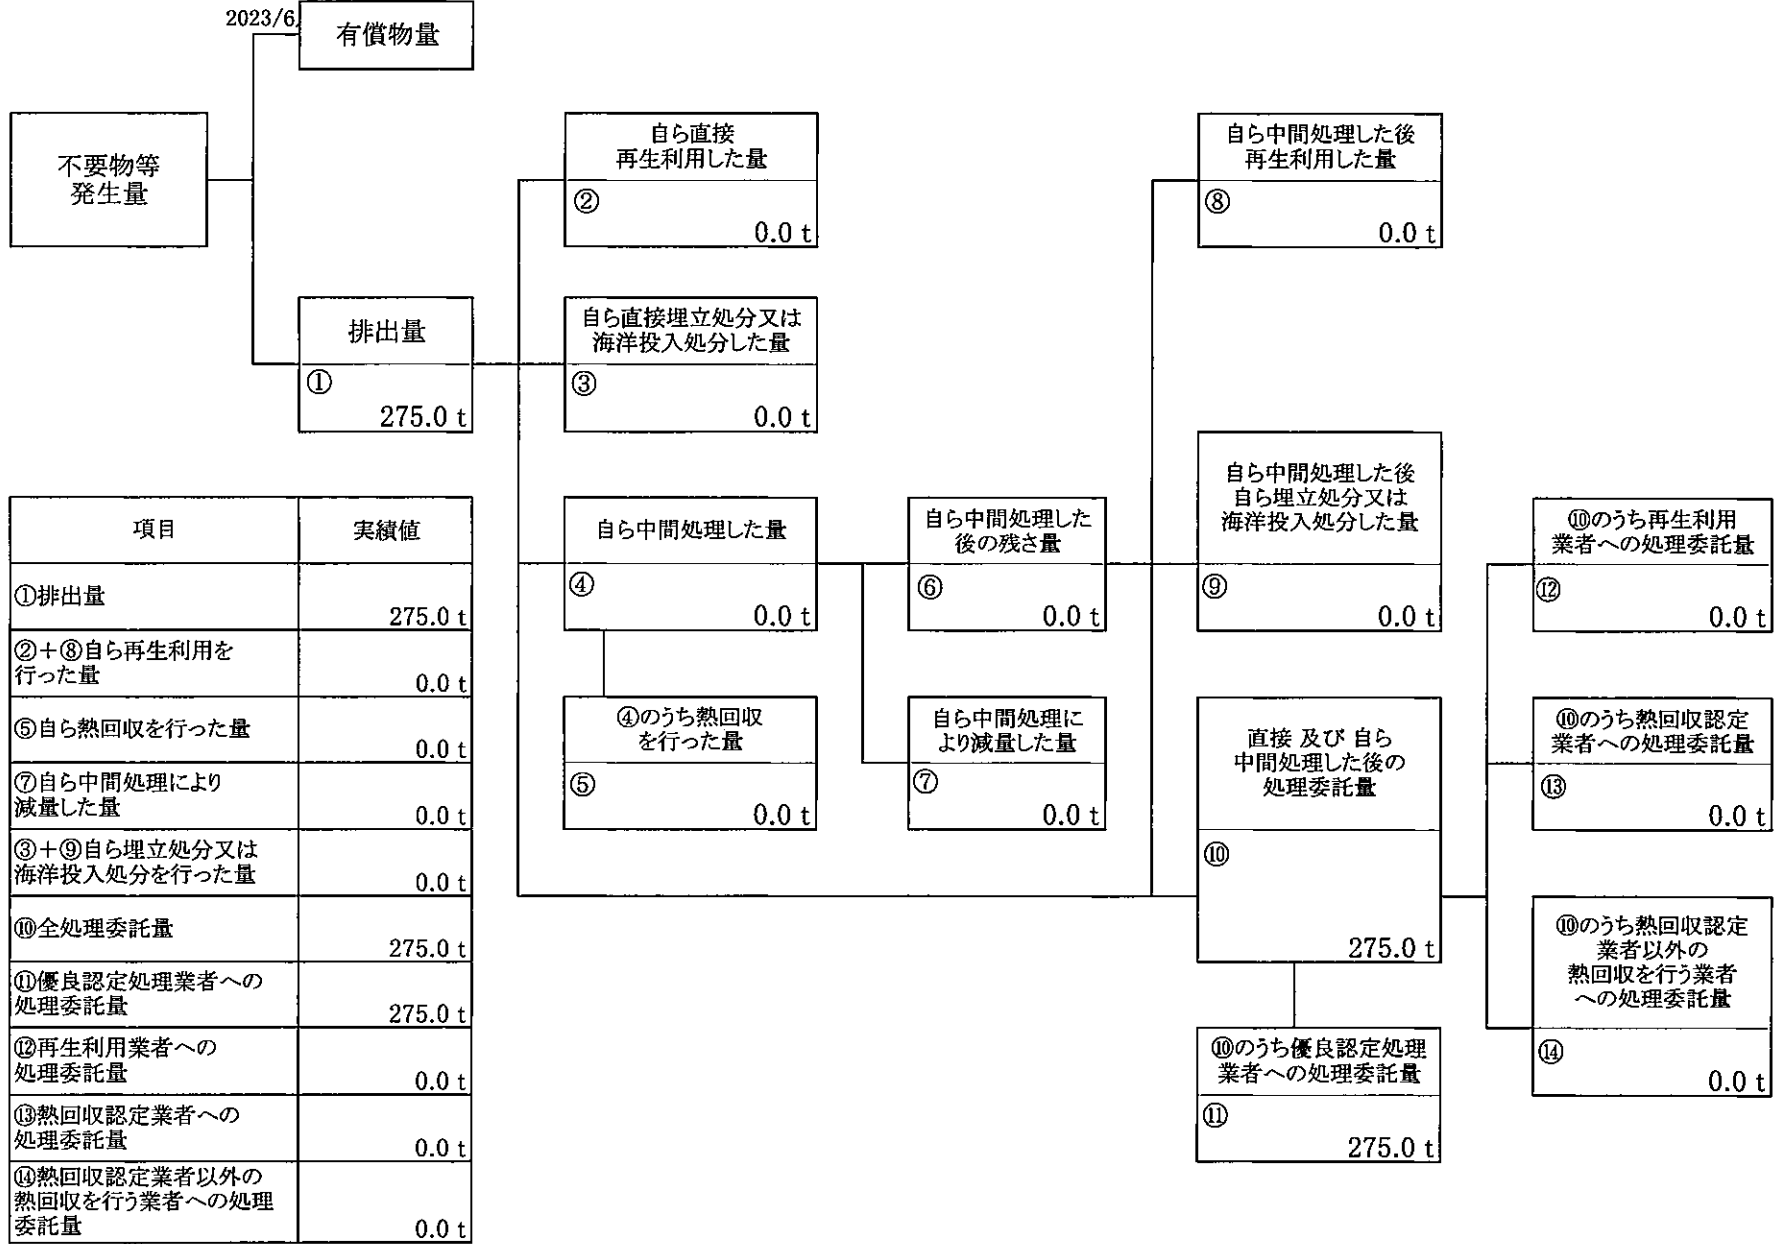 2023/6
有償物量
不要物等
発生量
自ら直接
再生利用した量
②
0.0 t
自ら中間処理した後
再生利用した量
⑧
0.0 t
排出量
①
275.0 t
自ら直接埋立処分又は
海洋投入処分した量
③
0.0 t
自ら中間処理した量
④
0.0 t
自ら中間処理した
後の残さ量
⑥
0.0 t
自ら中間処理した後
自ら埋立処分又は
海洋投入処分した量
⑨
0.0 t
⑩のうち再生利用
業者への処理委託量
⑫
0.0 t
④のうち熱回収
を行った量
⑤
0.0 t
自ら中間処理に
より減量した量
⑦
0.0 t
直接 及び 自ら
中間処理した後の
処理委託量
⑩
275.0 t
⑩のうち熱回収認定
業者への処理委託量
⑬
0.0 t
⑩のうち熱回収認定
業者以外の
熱回収を行う業者
への処理委託量
⑭
0.0 t
⑩のうち優良認定処理
業者への処理委託量
⑪
275.0 t
項目 実績値
①排出量
275.0 t
②+⑧自ら再生利用を
行った量
0.0 t
⑤自ら熱回収を行った量
0.0 t
⑦自ら中間処理により
減量した量
0.0 t
③+⑨自ら埋立処分又は
海洋投入処分を行った量
0.0 t
⑩全処理委託量
275.0 t
⑪優良認定処理業者への
処理委託量
275.0 t
⑫再生利用業者への
処理委託量
0.0 t
⑬熱回収認定業者への
処理委託量
0.0 t
⑭熱回収認定業者以外の
熱回収を行う業者への処理
委託量
0.0 t